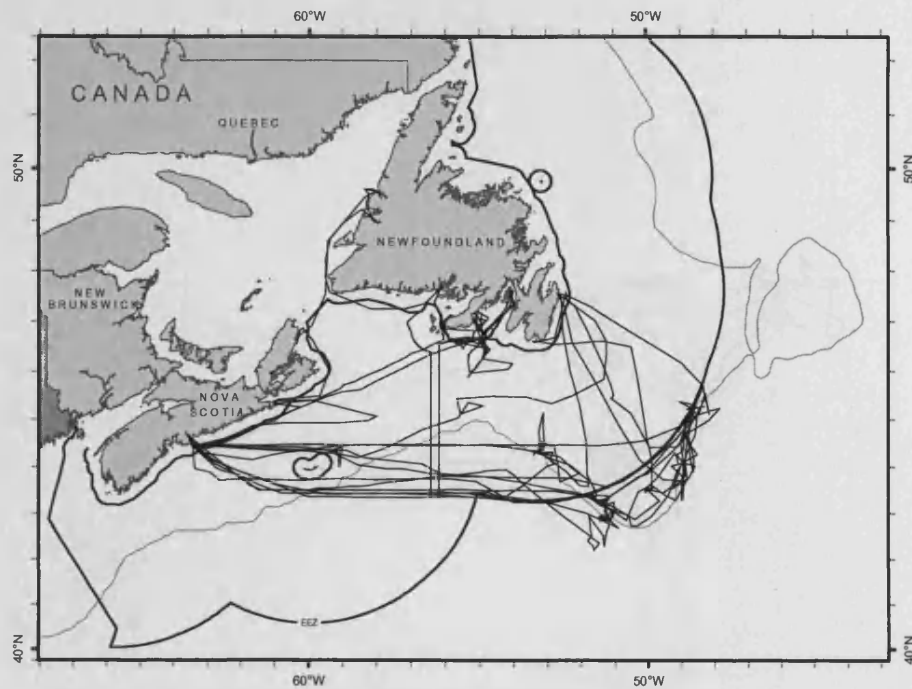 60°W
50°W
CANADA
QUEBEC
50°N
50°N
NEWFOUNDLAND
NEW
BRUNSWICK
NOVA
SCOTIA
EEZ
40°N
40°N
60°W
50°W